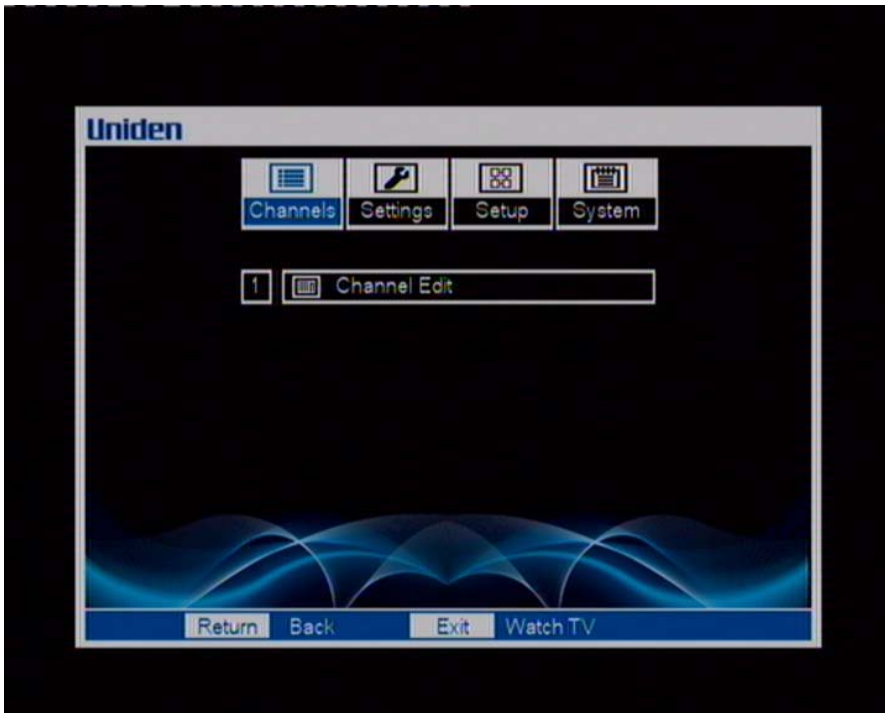 Uniden
Channels Settings Setup System
1 Channel Edit
Return Back Exit Watch TV